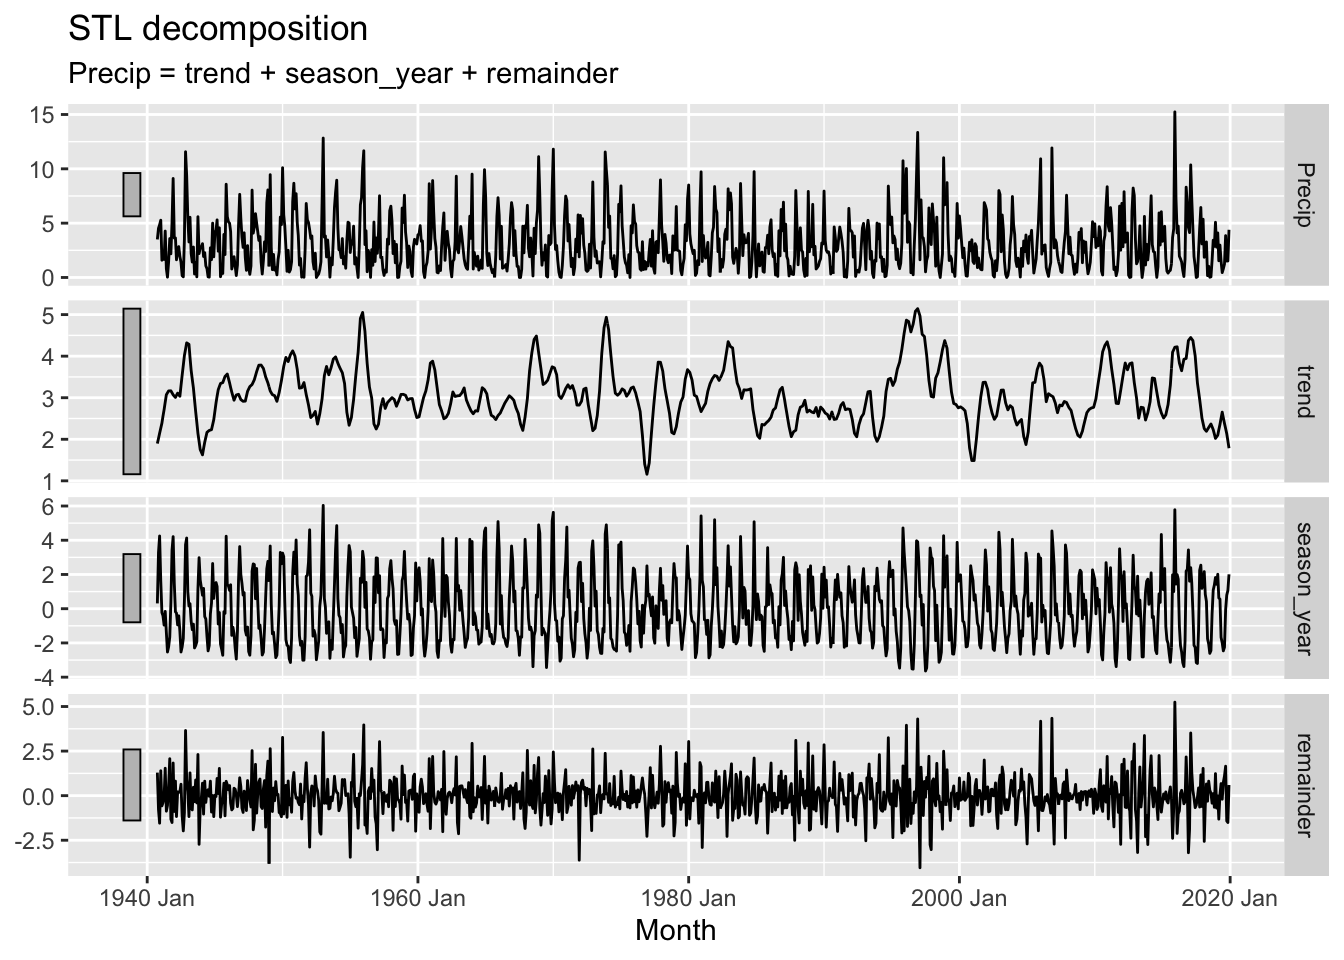 STL decomposition
Precip = trend + season_year + remainder
15
10
5
0
Precip
5
4
3
2
1
trend
6
4
2
0
-2
-4
season_year
5.0
2.5
0.0
-2.5
remainder
1940 Jan 1960 Jan 1980 Jan 2000 Jan 2020 Jan
Month